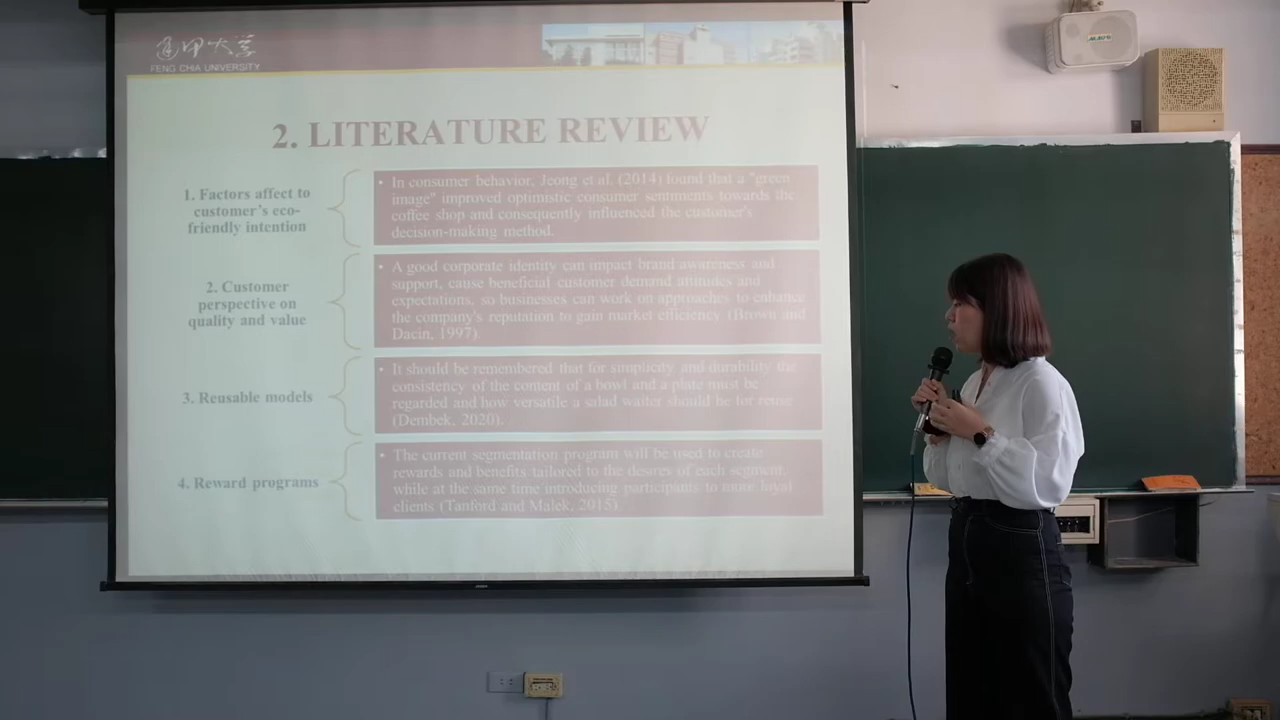 逢甲大学
FENG CHIA UNIVERSITY
2. LITERATURE REVIEW
1. Factors affect to
customer's eco-
friendly intention
• In consumer behavior, Jeong et al. (2014) found that a "green
image" improved optimistic consumer sentiments towards the
coffee shop and consequently influenced the customer's
decision-making method.
2. Customer
perspective on
quality and value
• A good corporate identity can impact brand awareness and
support, cause beneficial customer demand attitudes and
expectations, so businesses can work on approaches to enhance
the company's reputation to gain market efficiency (Brown and
Dacin, 1997).
3. Reusable models
• It should be remembered that for simplicity and durability the
consistency of the content of a bowl and a plate must be
regarded and how versatile a salad waiter should be for reuse
(Dembek, 2020).
4. Reward programs
• The current segmentation program will be used to create
rewards and benefits tailored to the desires of each segment,
while at the same time introducing participants to more loyal
clients (Tanford and Malek, 2015).